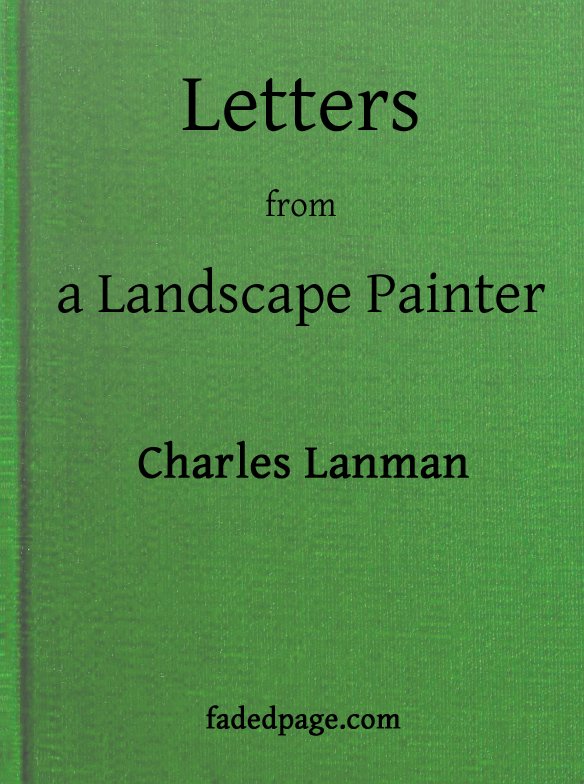 Letters
from
a Landscape Painter
Charles Lanman
fadedpage.com